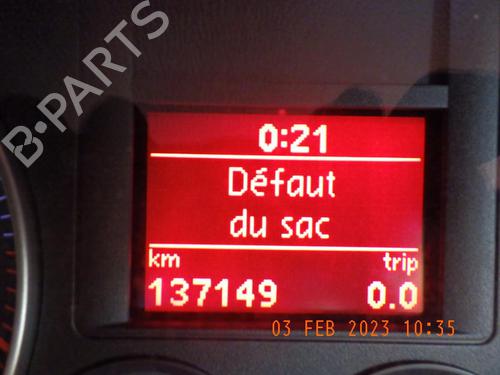 B-PARTS
0:21
Défaut
du sac
km
trip
137149
0.0
03 FEB 2023 10:35